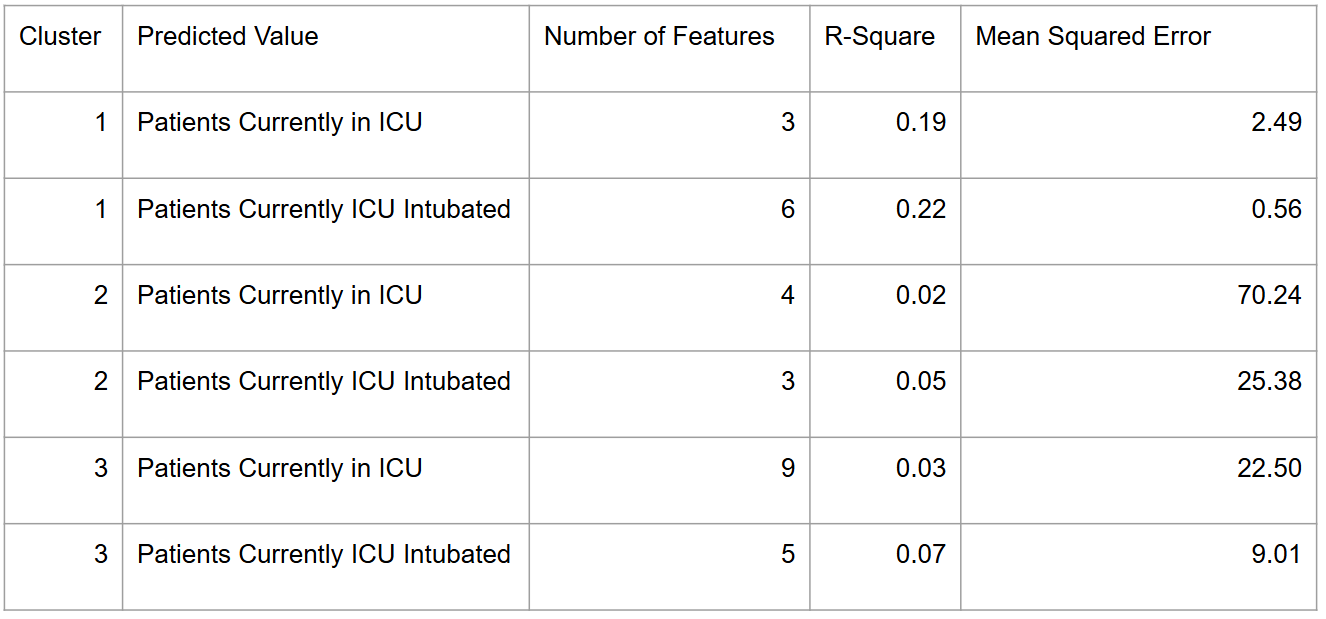 Cluster Predicted Value Number of Features R-Square Mean Squared Error
1 Patients Currently in ICU 3 0.19 2.49
1 Patients Currently ICU Intubated 6 0.22 0.56
2 Patients Currently in ICU 4 0.02 70.24
2 Patients Currently ICU Intubated 3 0.05 25.38
3 Patients Currently in ICU 9 0.03 22.50
3 Patients Currently ICU Intubated 5 0.07 9.01